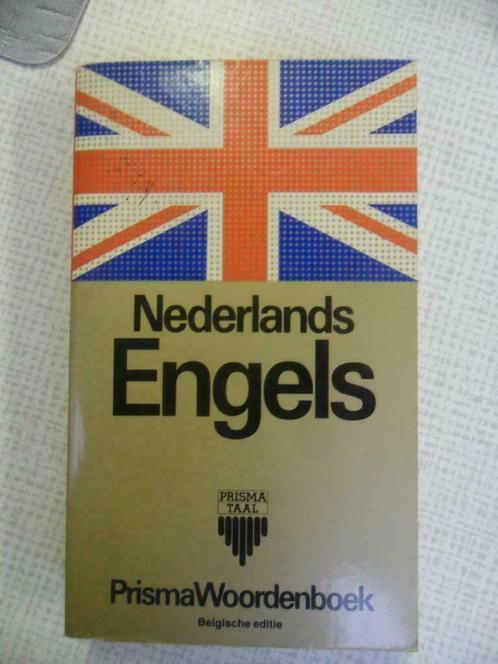 Nederlands
Engels
PRISMA
TAAL
PrismaWoordenboek
Belgische editie